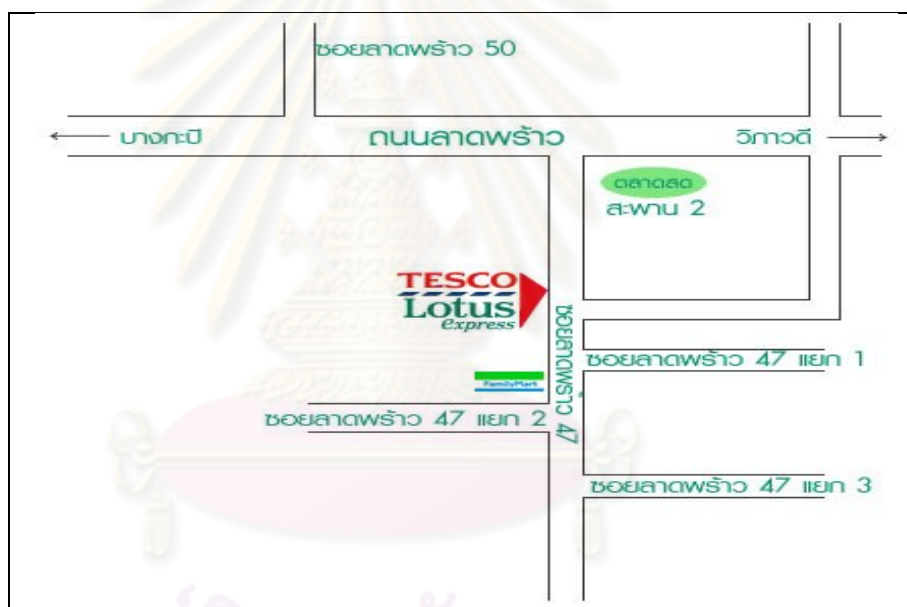 ซอยลาดพร้าว 50
บางกะปิ
ถนนลาดพร้าว
วิภาวดี
ตลาดสด
สะพาน 2
TESCO
Lotus
express
ซอยลาดพร้าว 47
ซอยลาดพร้าว 47 แยก 1
FamilyMart
ซอยลาดพร้าว 47 แยก 2
ซอยลาดพร้าว 47 แยก 3